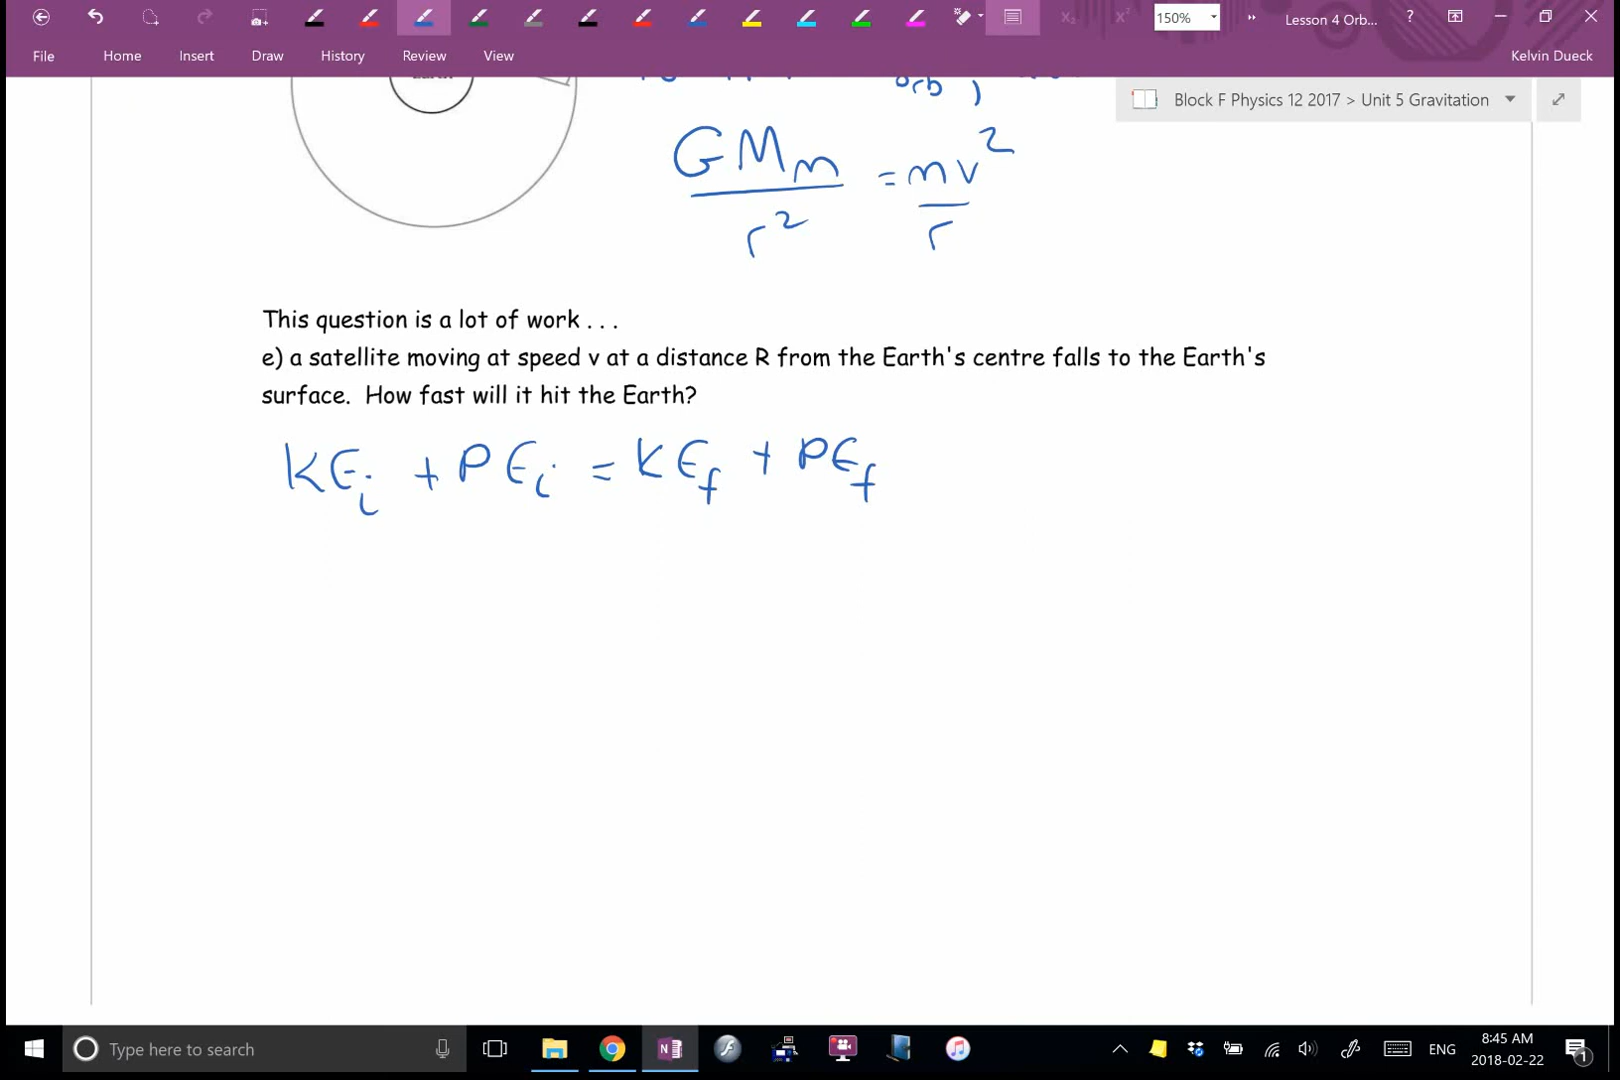 150%
Lesson 4 Orb...
?
File Home Insert Draw History Review View
Kelvin Dueck
Block F Physics 12 2017 > Unit 5 Gravitation
orb,
GMm = mv²
r² r
This question is a lot of work . . .
e) a satellite moving at speed v at a distance R from the Earth's centre falls to the Earth's
surface. How fast will it hit the Earth?
KEi + PEi = KEf + PEf
Type here to search
ENG
8:45 AM
2018-02-22
1